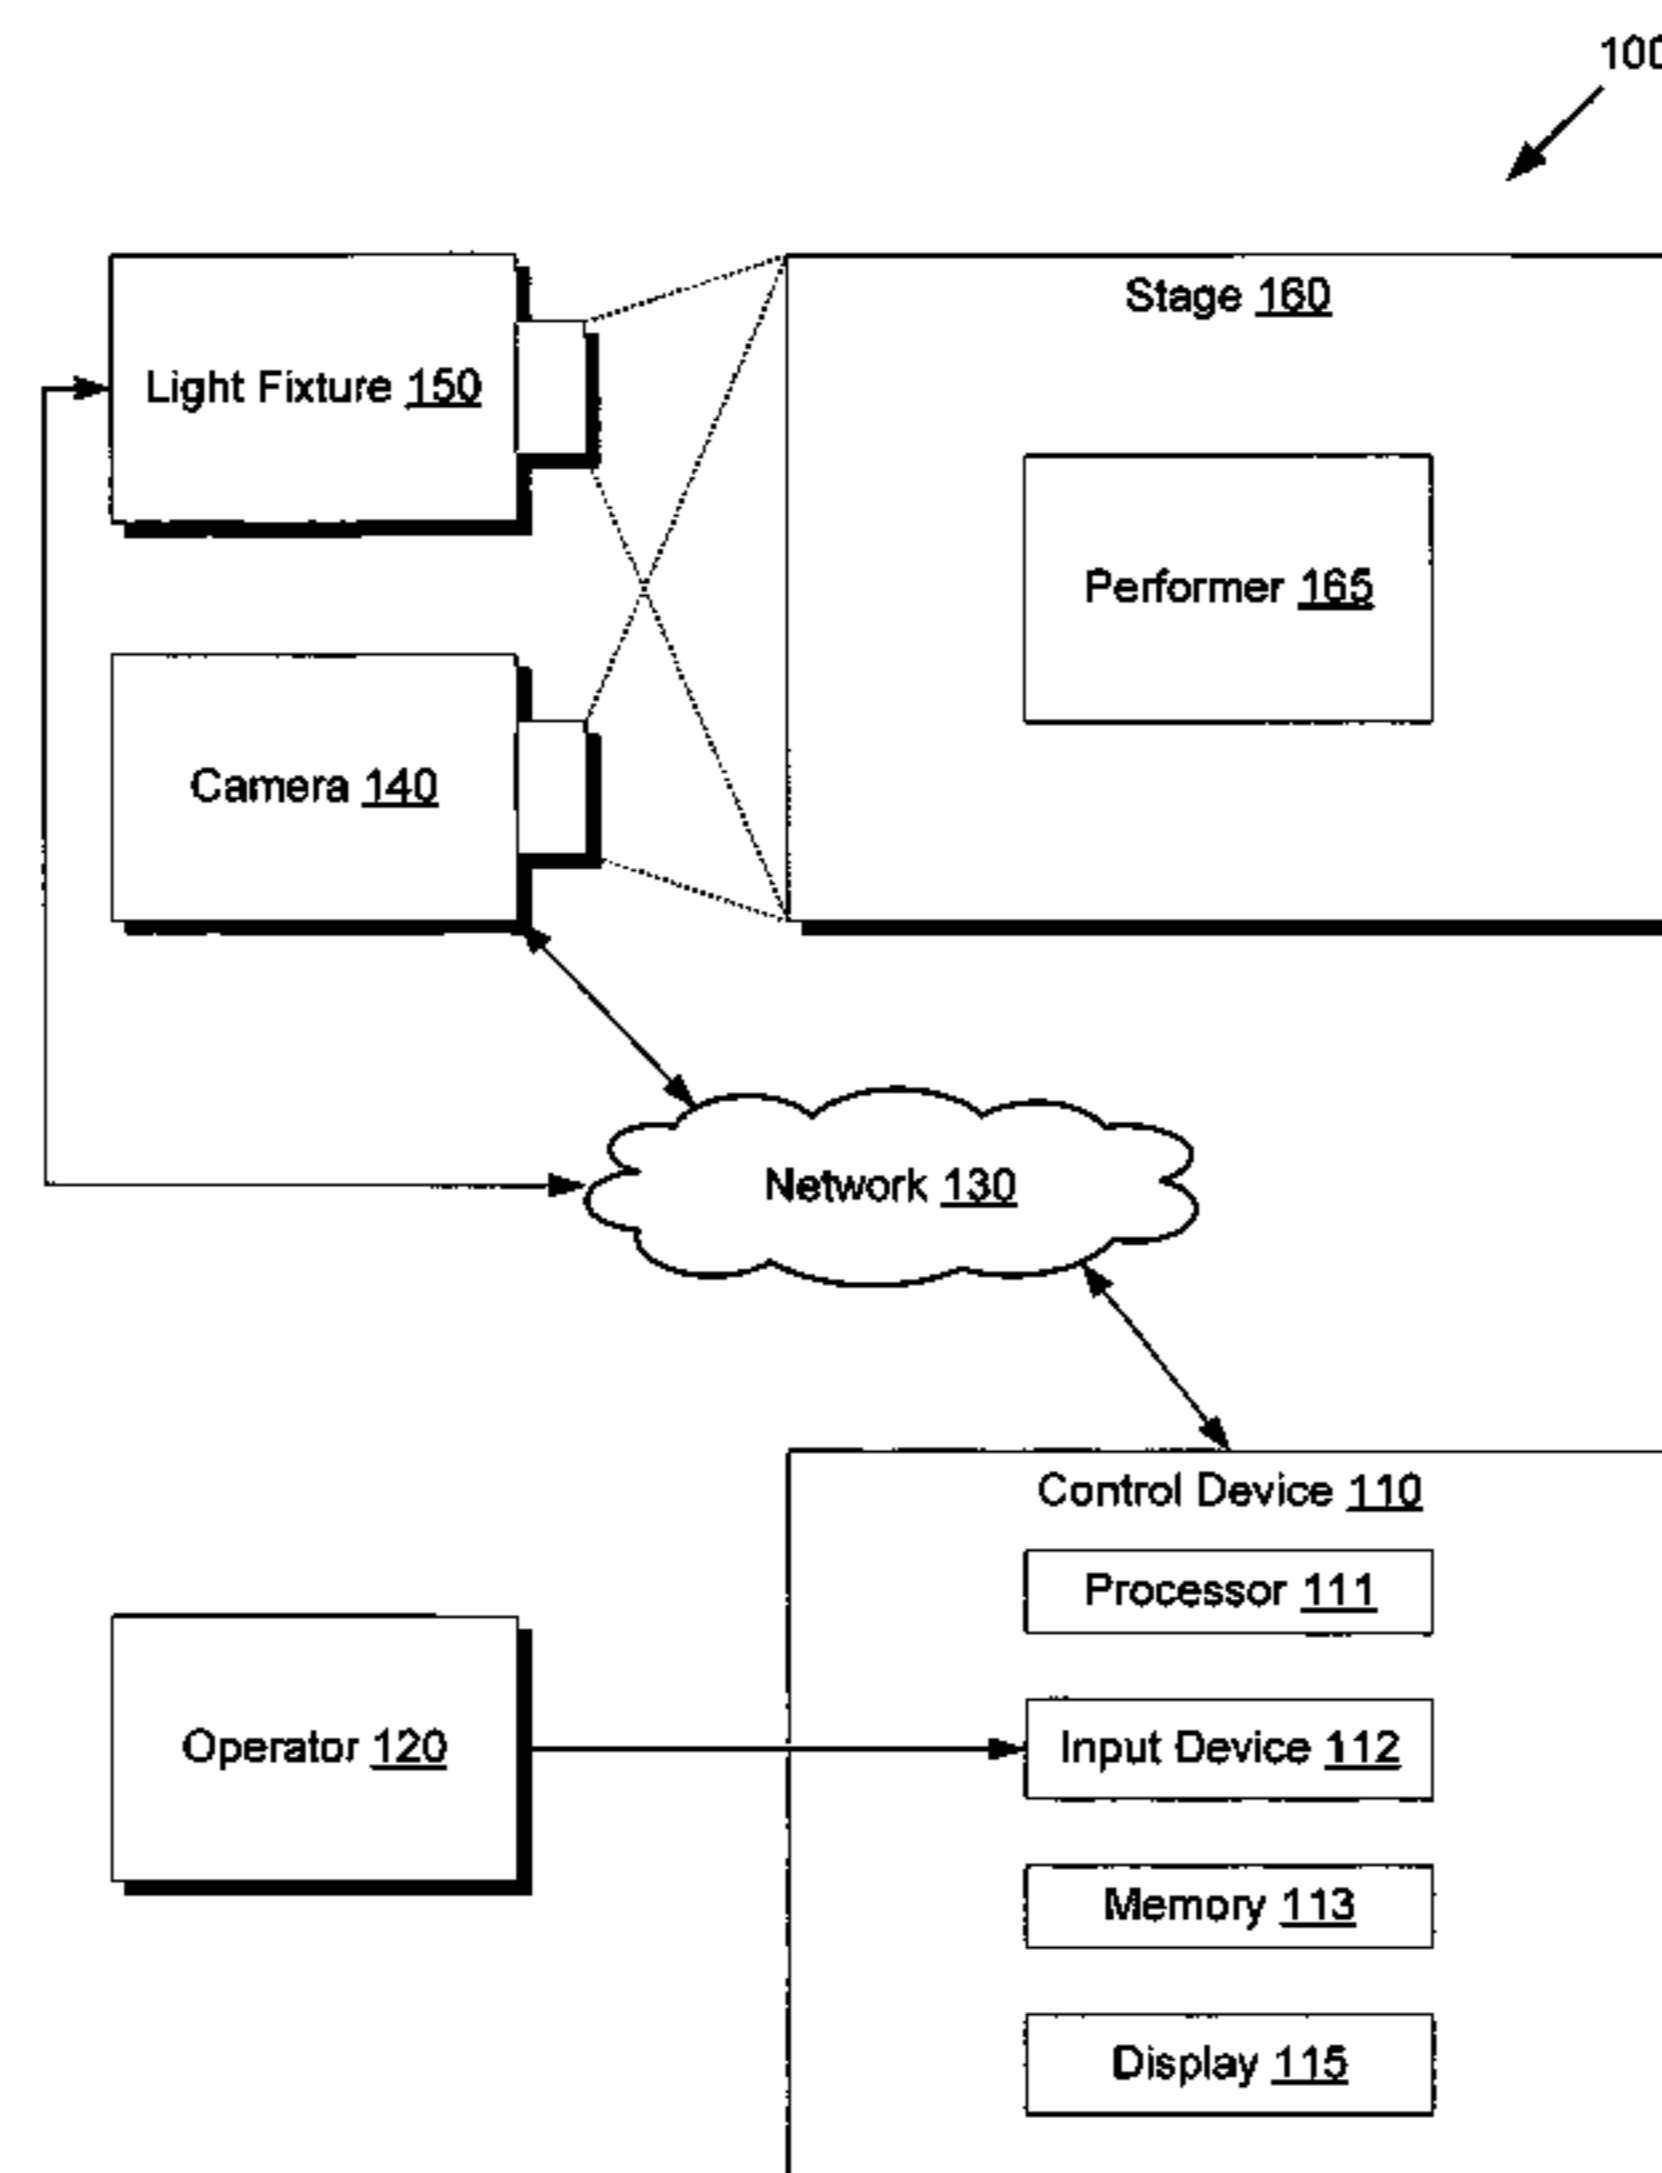 100
Stage 160
Light Fixture 150
Performer 165
Camera 140
Network 130
Control Device 110
Processor 111
Operator 120
Input Device 112
Memory 113
Display 115